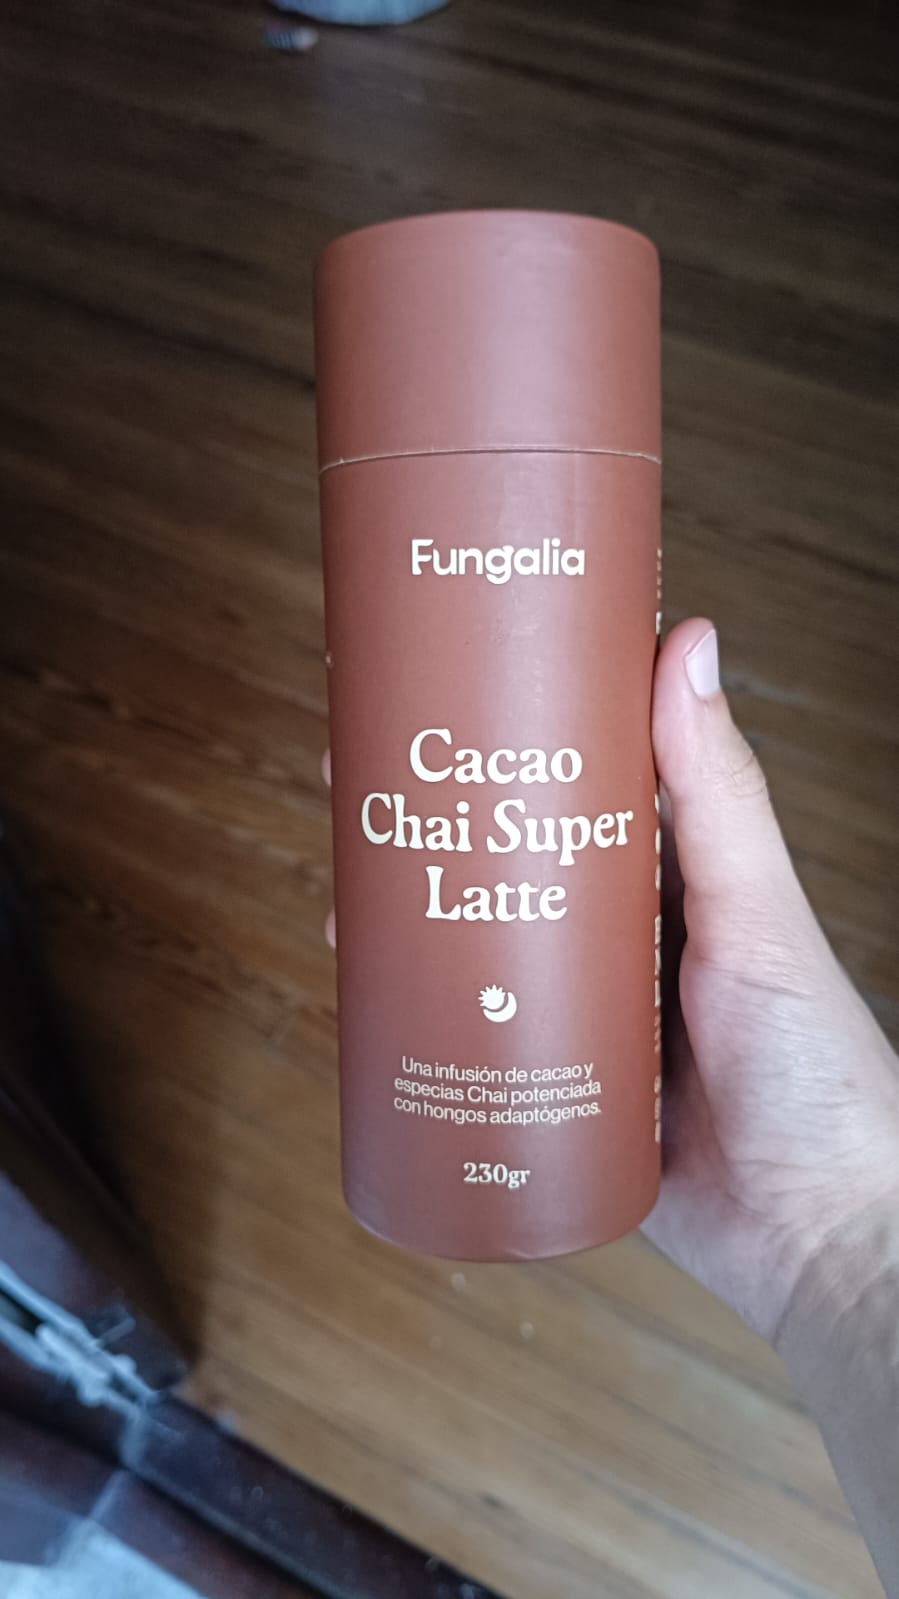 Fungalia
Cacao
Chai Super
Latte
Una infusión de cacao y
especias Chai potenciada
con hongos adaptógenos.
230gr